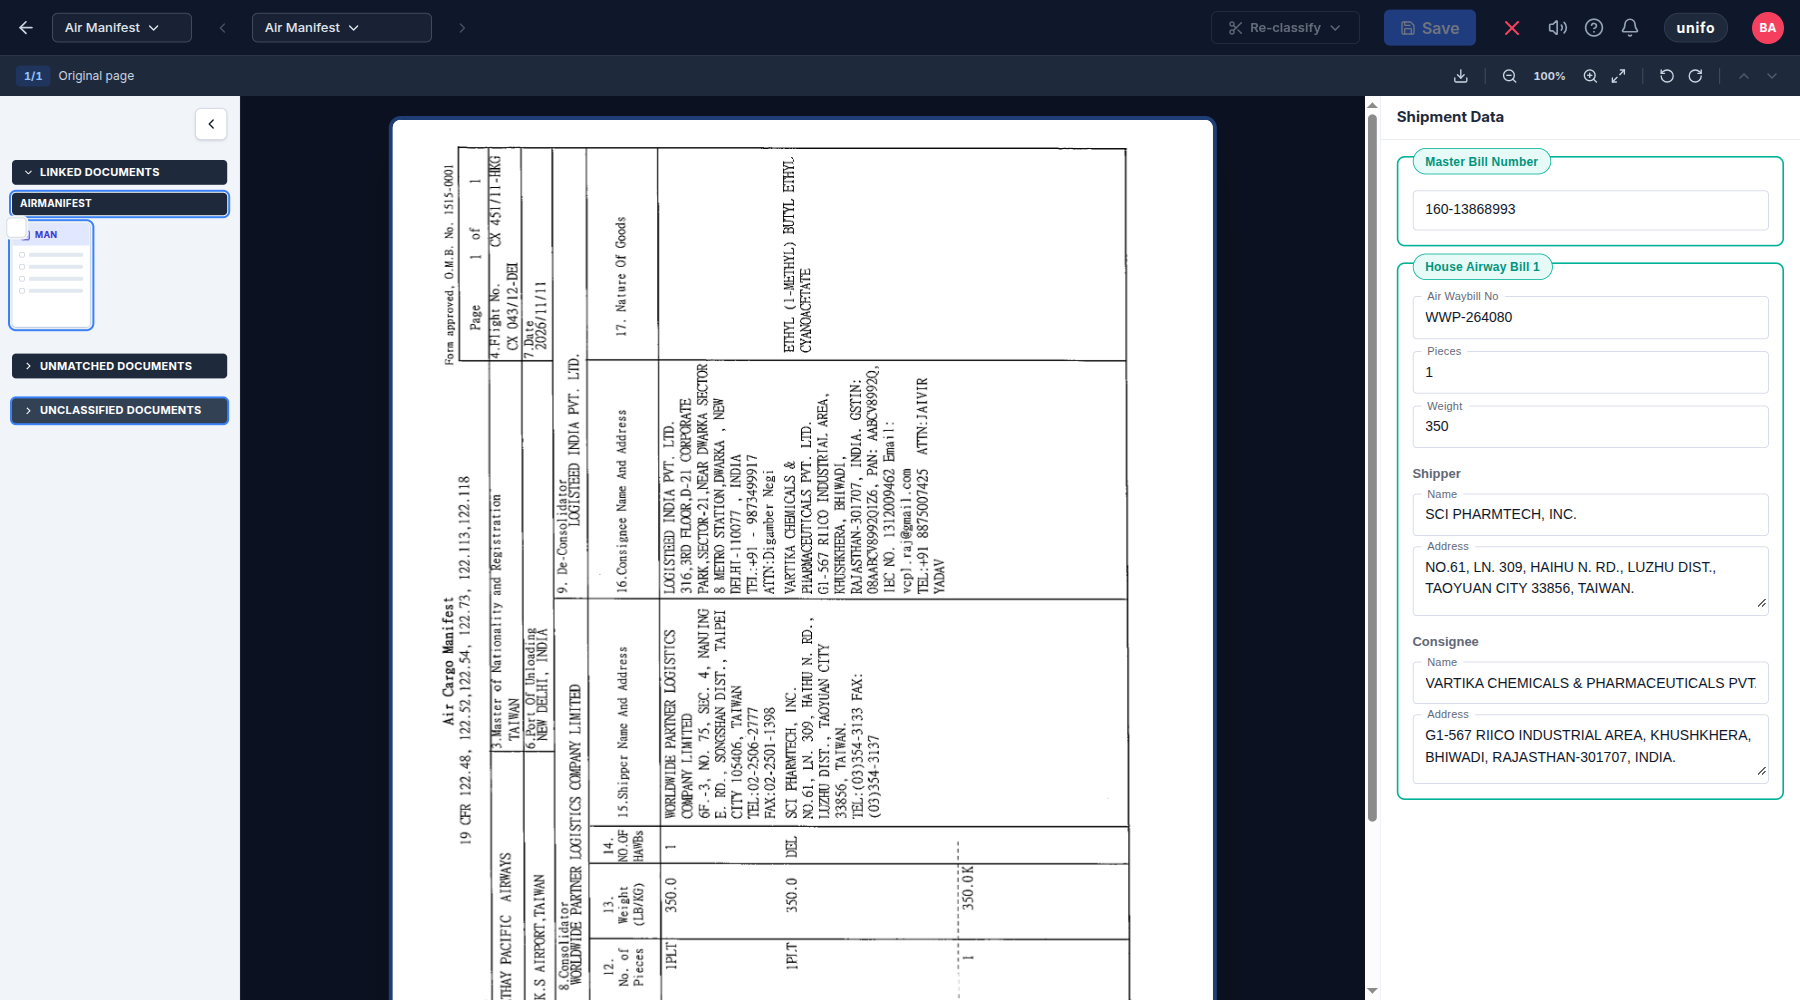 Air Manifest
Air Manifest
Re-classify
Save
unifo
BA
1/1
Original page
100%
LINKED DOCUMENTS
AIRMANIFEST
MAN
UNMATCHED DOCUMENTS
UNCLASSIFIED DOCUMENTS
Form approved, O.M.B. No. 1515-0001
Air Cargo Manifest
19 CFR 122.48, 122.52,122.54, 122.73, 122.113,122.118
Page 1 of 1
THAY PACIFIC AIRWAYS
3.Master of Nationality and Registration
TAIWAN
4.Flight No. CX 451/11-HKG
CX 043/12-DEL
K.S AIRPORT,TAIWAN
6.Port Of Unloading
NEW DELHI, INDIA
7.Date
2026/11/11
8.Consolidator
WORLDWIDE PARTNER LOGISTICS COMPANY LIMITED
9. De-Consolidator
LOGISTEED INDIA PVT. LTD.
12.
No. of
Pieces
13.
Weight
(LB/KG)
14.
NO.OF
HAWBs
15.Shipper Name And Address
16.Consignee Name And Address
17. Nature Of Goods
1PLT
350.0
1
WORLDWIDE PARTNER LOGISTICS
COMPANY LIMITED
6F.-3, NO. 75, SEC. 4, NANJING
E. RD., SONGSHAN DIST., TAIPEI
CITY 105406, TAIWAN
TEL:02-2506-2777
FAX:02-2501-1398
LOGISTEED INDIA PVT. LTD.
316,3RD FLOOR,D-21 CORPORATE
PARK,SECTOR-21,NEAR DWARKA SECTOR
8 METRO STATION,DWARKA , NEW
DELHI-110077 , INDIA
TEL:+91 - 9873499917
ATTN:Digamber Negi
1PLT
350.0
DEL
SCI PHARMTECH, INC.
NO.61, LN. 309, HAIHU N. RD.,
LUZHU DIST., TAOYUAN CITY
33856, TAIWAN.
TEL:(03)354-3133 FAX:
(03)354-3137
VARTIKA CHEMICALS &
PHARMACEUTICALS PVT. LTD.
G1-567 RIICO INDUSTRIAL AREA,
KHUSHKHERA, BHIWADI,
RAJASTHAN-301707, INDIA. GSTIN:
08AABCV8992Q1Z6, PAN: AABCV8992Q,
IEC NO. 1312009462 Email:
vcpl.raj@gmail.com
TEL:+91 8875007425 ATTN:JAIVIR
YADAV
ETHYL (1-METHYL) BUTYL ETHYL
CYANOACETATE
1
350.0K
Shipment Data
Master Bill Number
160-13868993
House Airway Bill 1
Air Waybill No
WWP-264080
Pieces
1
Weight
350
Shipper
Name
SCI PHARMTECH, INC.
Address
NO.61, LN. 309, HAIHU N. RD., LUZHU DIST.,
TAOYUAN CITY 33856, TAIWAN.
Consignee
Name
VARTIKA CHEMICALS & PHARMACEUTICALS PVT.
Address
G1-567 RIICO INDUSTRIAL AREA, KHUSHKHERA,
BHIWADI, RAJASTHAN-301707, INDIA.